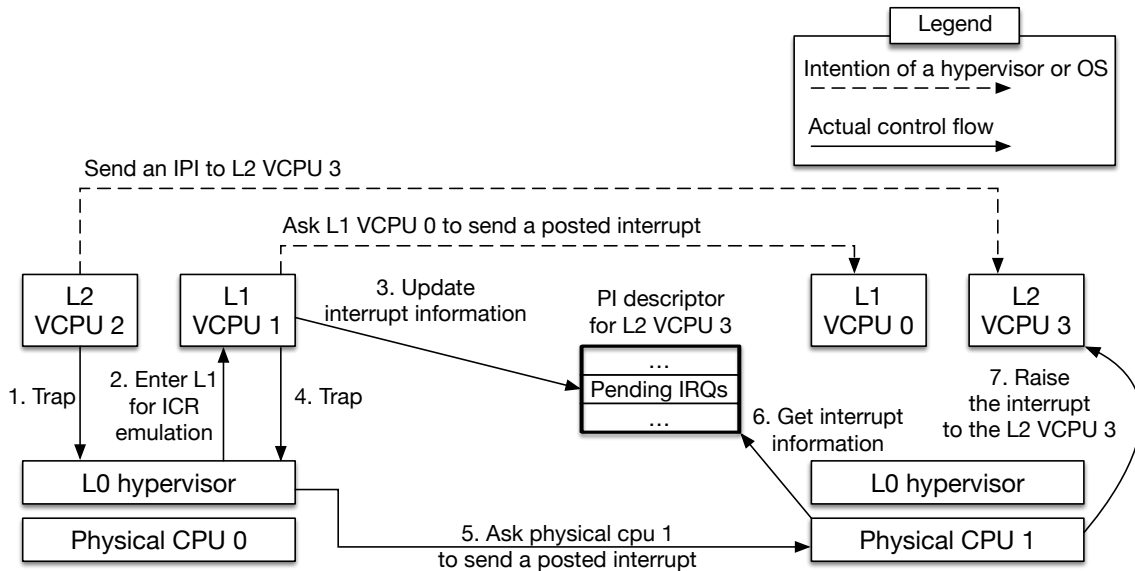 Legend
Intention of a hypervisor or OS
Actual control flow
Send an IPI to L2 VCPU 3
Ask L1 VCPU 0 to send a posted interrupt
L2
VCPU 2
L1
VCPU 1
3. Update
interrupt information
PI descriptor
for L2 VCPU 3
...
Pending IRQs
...
L1
VCPU 0
L2
VCPU 3
1. Trap
2. Enter L1
for ICR
emulation
4. Trap
6. Get interrupt
information
7. Raise
the interrupt
to the L2 VCPU 3
L0 hypervisor
Physical CPU 0
5. Ask physical cpu 1
to send a posted interrupt
L0 hypervisor
Physical CPU 1